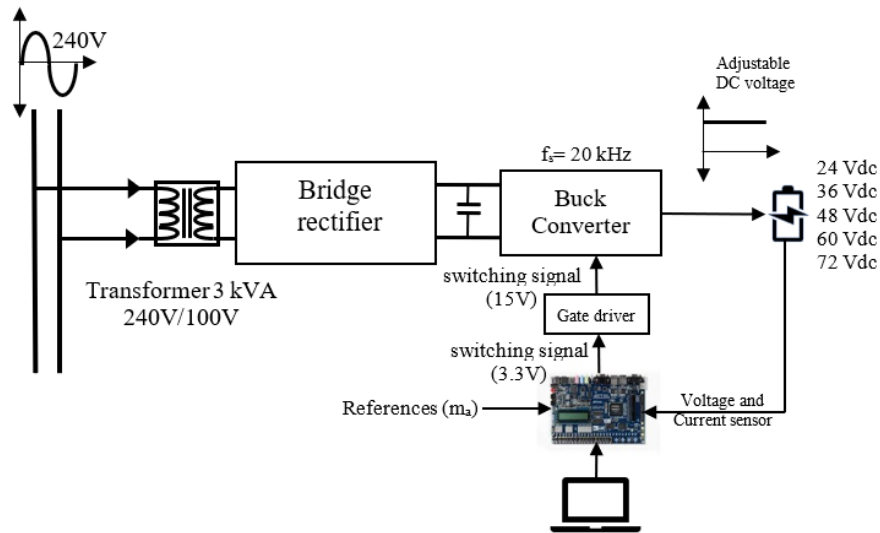 240V
Adjustable
DC voltage
fs= 20 kHz
Bridge
rectifier
Buck
Converter
24 Vdc
36 Vdc
48 Vdc
60 Vdc
72 Vdc
Transformer 3 kVA
240V/100V
switching signal
(15V)
Gate driver
switching signal
(3.3V)
References (ma)
Voltage and
Current sensor